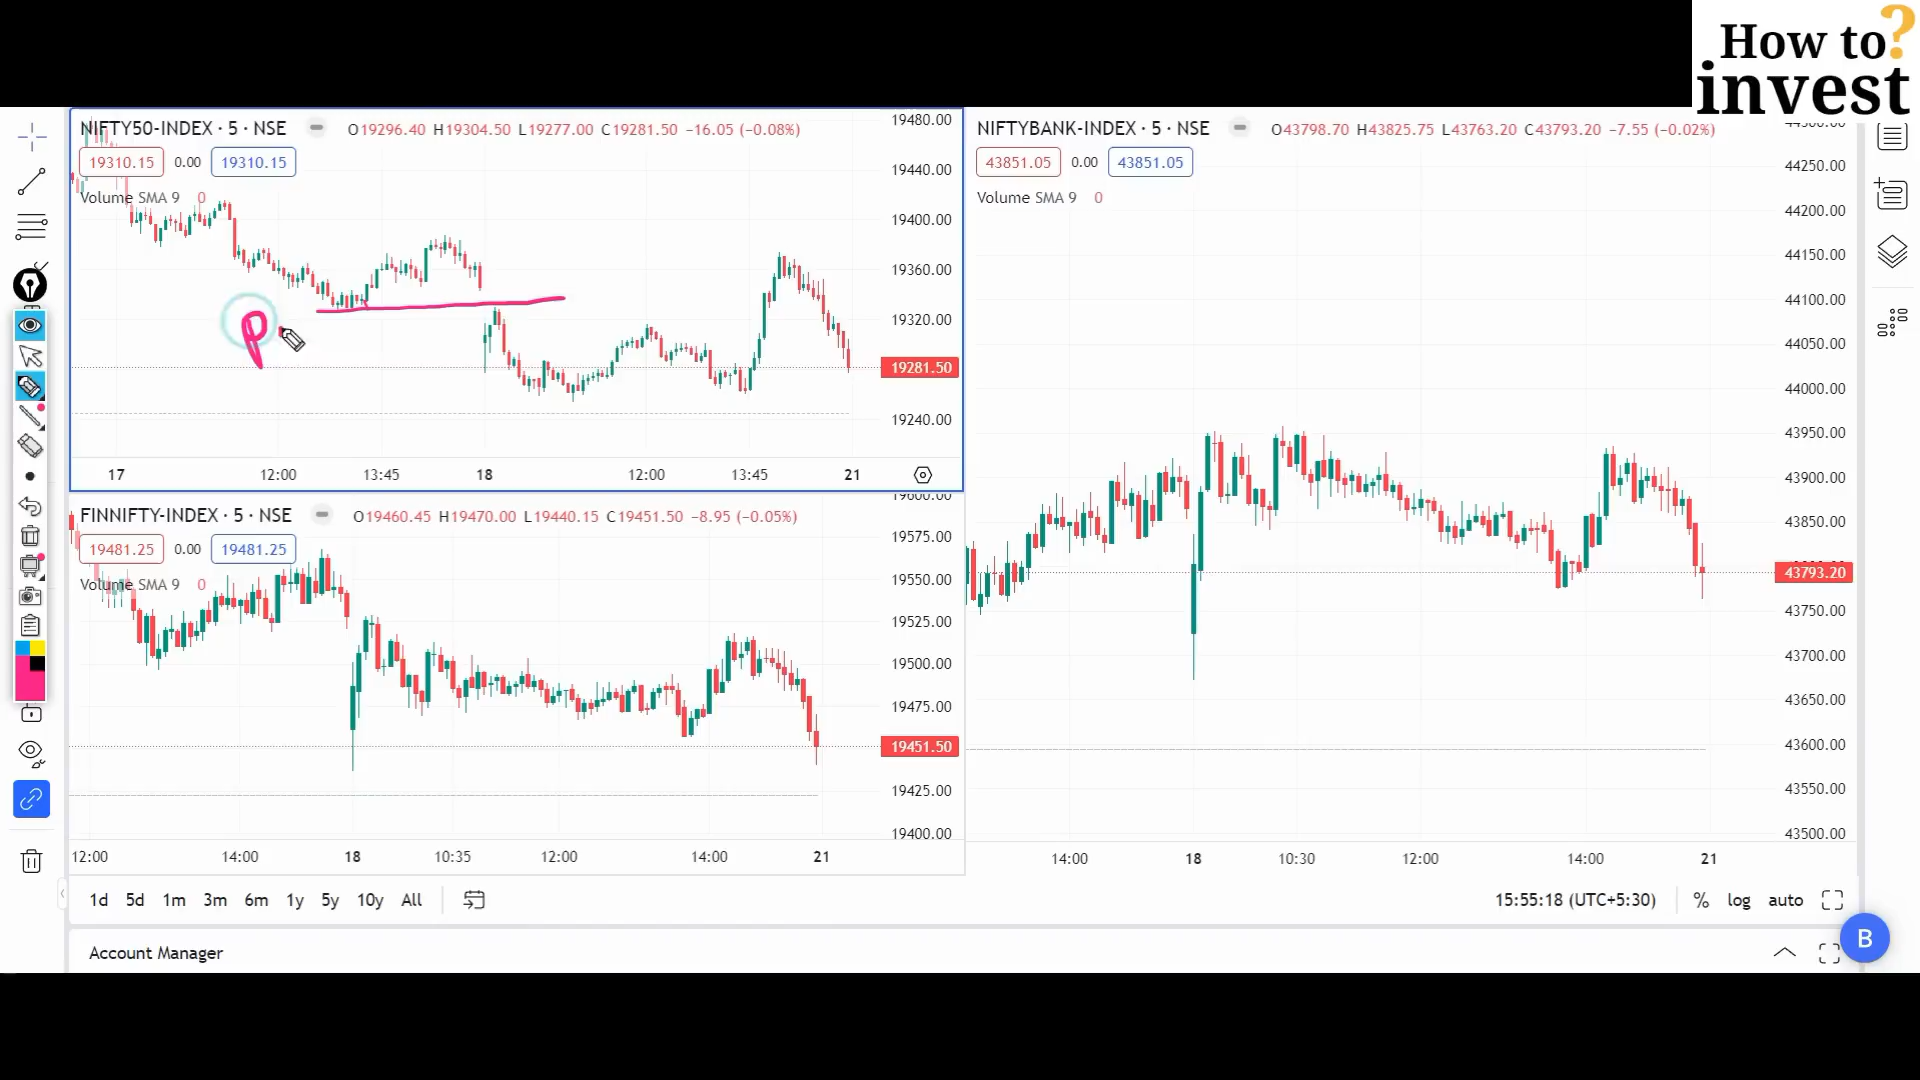 How to?
invest
NIFTY50-INDEX · 5 · NSE O19296.40 H19304.50 L19277.00 C19281.50 −16.05 (−0.08%)
19310.15 0.00 19310.15
Volume SMA 9 0
19480.00
19440.00
19400.00
19360.00
19320.00
19281.50
19240.00
P
17 12:00 13:45 18 12:00 13:45 21
FINNIFTY-INDEX · 5 · NSE O19460.45 H19470.00 L19440.15 C19451.50 −8.95 (−0.05%)
19481.25 0.00 19481.25
Volume SMA 9 0
19600.00
19575.00
19550.00
19525.00
19500.00
19475.00
19451.50
19425.00
19400.00
12:00 14:00 18 10:35 12:00 14:00 21
NIFTYBANK-INDEX · 5 · NSE O43798.70 H43825.75 L43763.20 C43793.20 −7.55 (−0.02%)
43851.05 0.00 43851.05
Volume SMA 9 0
44300.00
44250.00
44200.00
44150.00
44100.00
44050.00
44000.00
43950.00
43900.00
43850.00
43793.20
43750.00
43700.00
43650.00
43600.00
43550.00
43500.00
14:00 18 10:30 12:00 14:00 21
1d 5d 1m 3m 6m 1y 5y 10y All
15:55:18 (UTC+5:30) % log auto
Account Manager
B